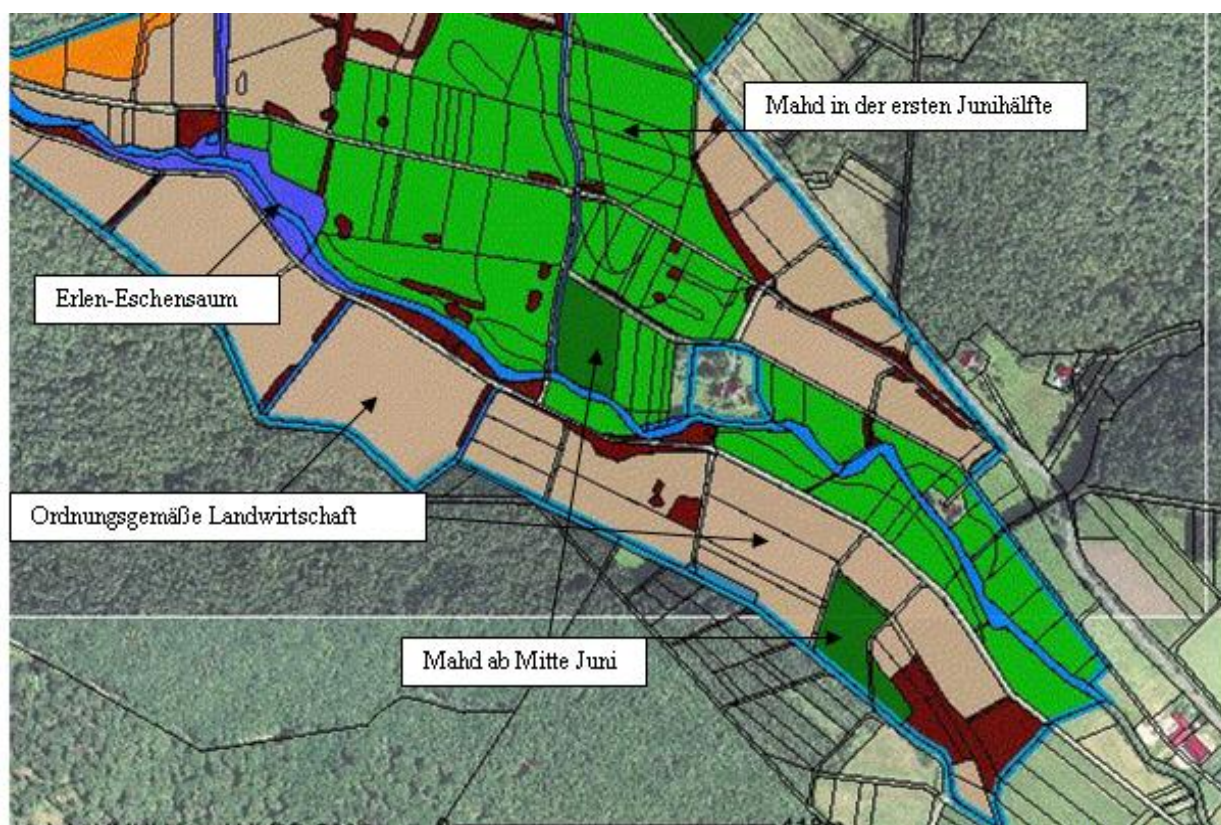 Mahd in der ersten Junihälfte
Erlen-Eschensaum
Ordnungsgemäße Landwirtschaft
Mahd ab Mitte Juni